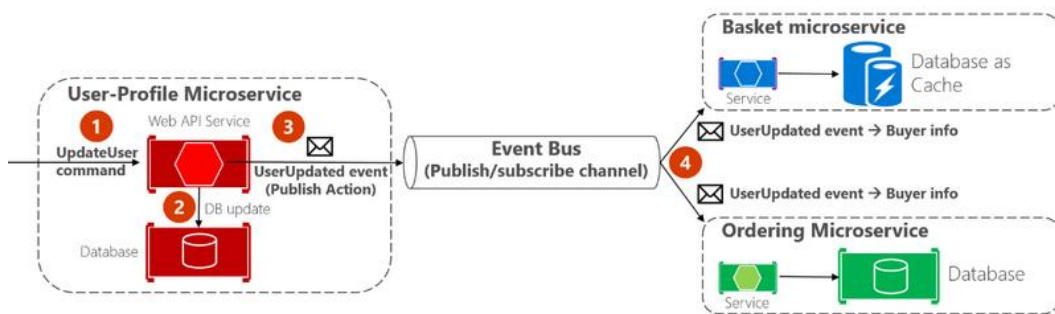 User-Profile Microservice
Web API Service
1
UpdateUser
command
2
DB update
Database
3
UserUpdated event
(Publish Action)
Event Bus
(Publish/subscribe channel)
4
Basket microservice
Service
Database as
Cache
UserUpdated event → Buyer info
UserUpdated event → Buyer info
Ordering Microservice
Service
Database